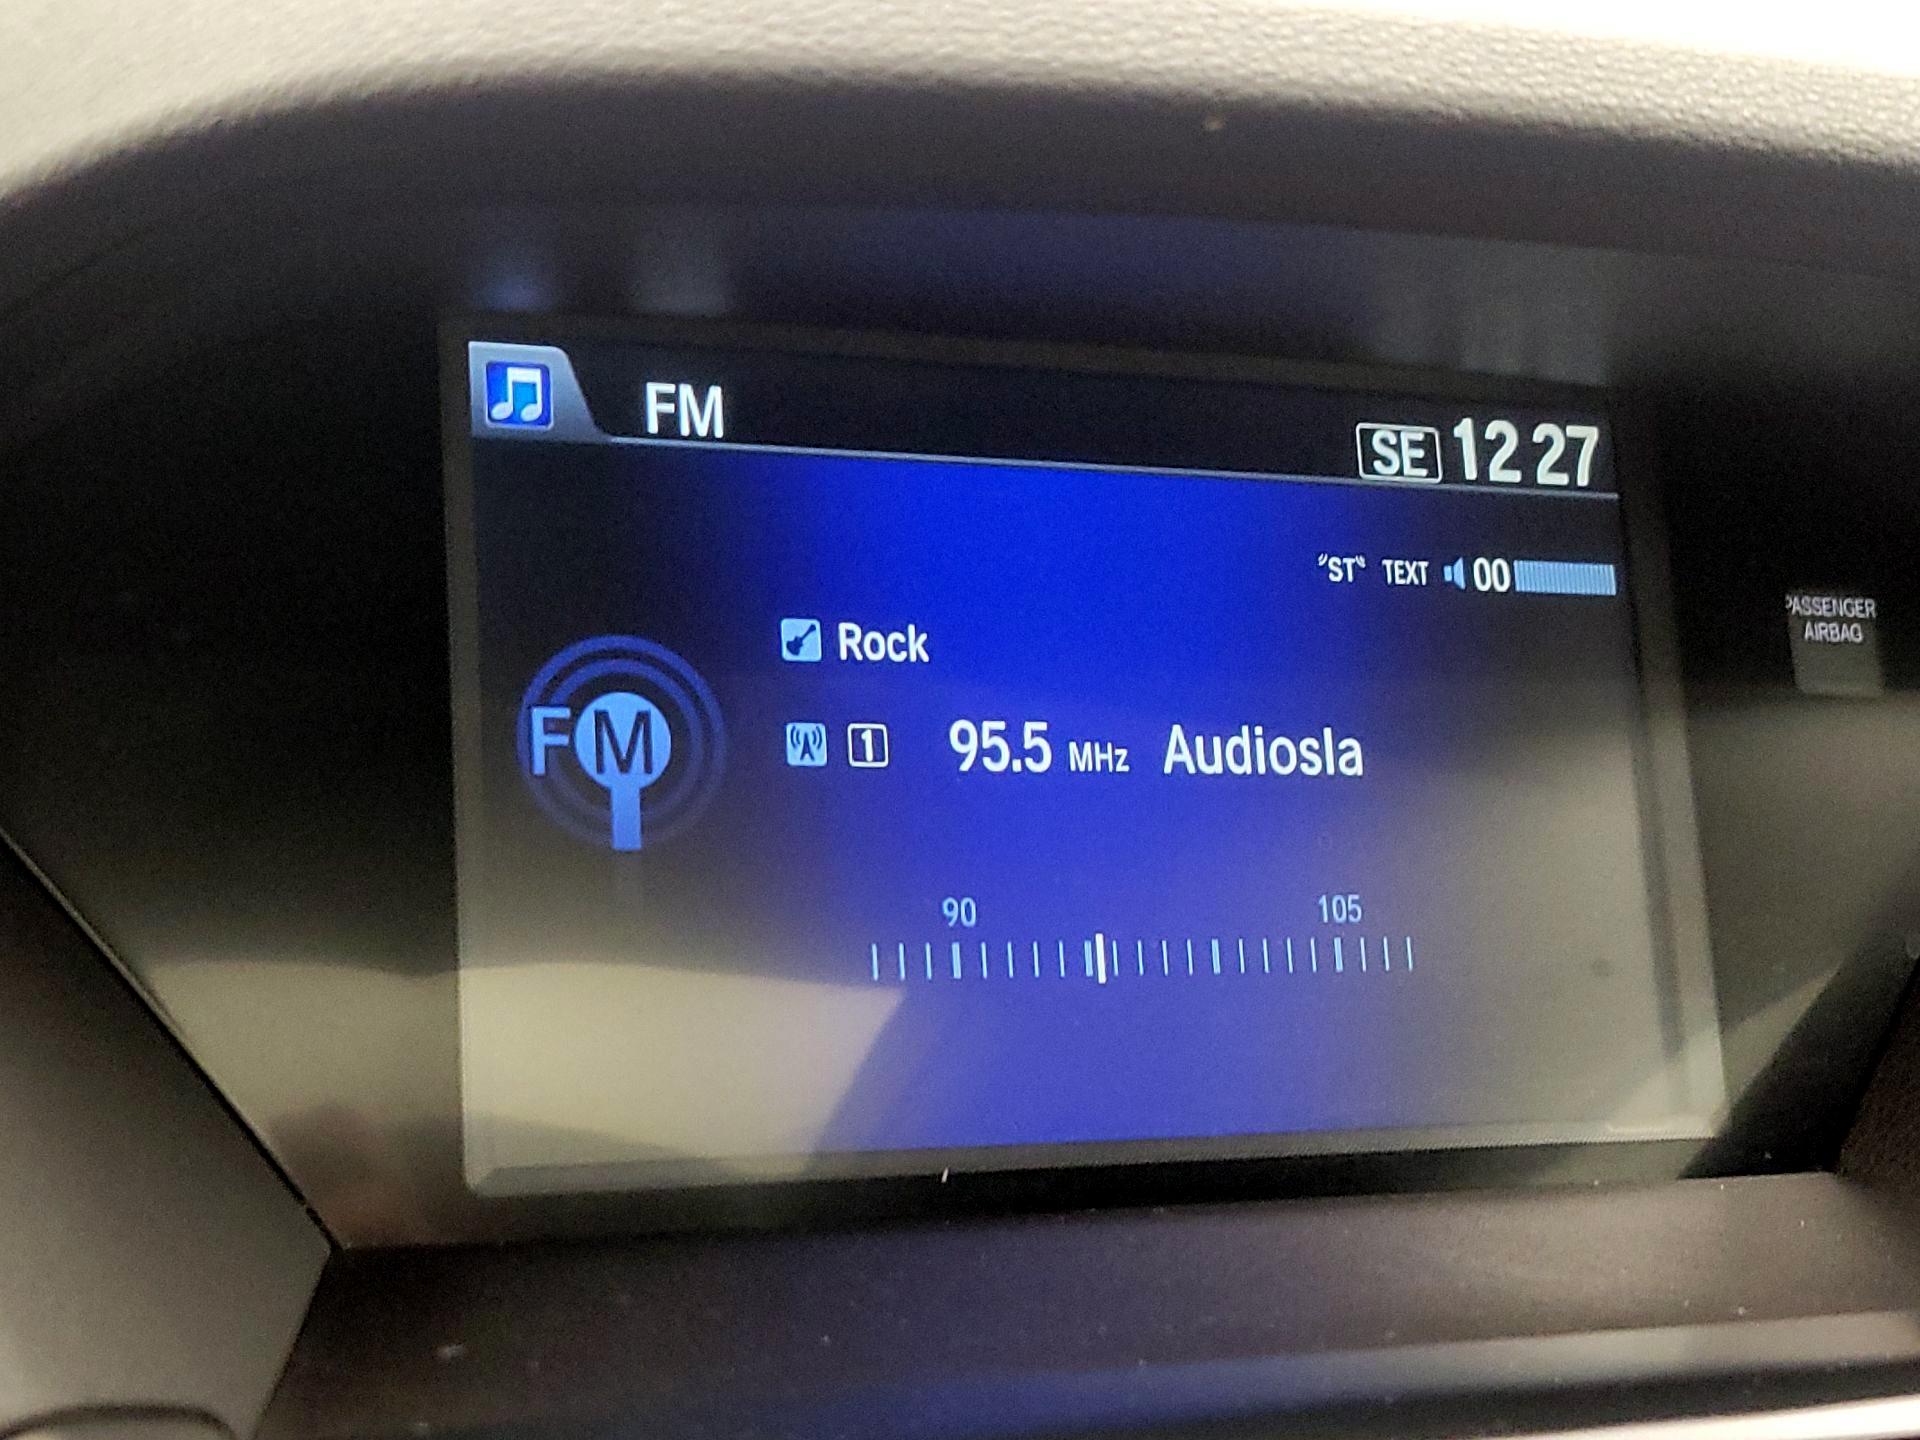 FM
SE 12 27
"ST" TEXT 00
Rock
FM
1 95.5 MHz Audiosla
90 105
PASSENGER
AIRBAG